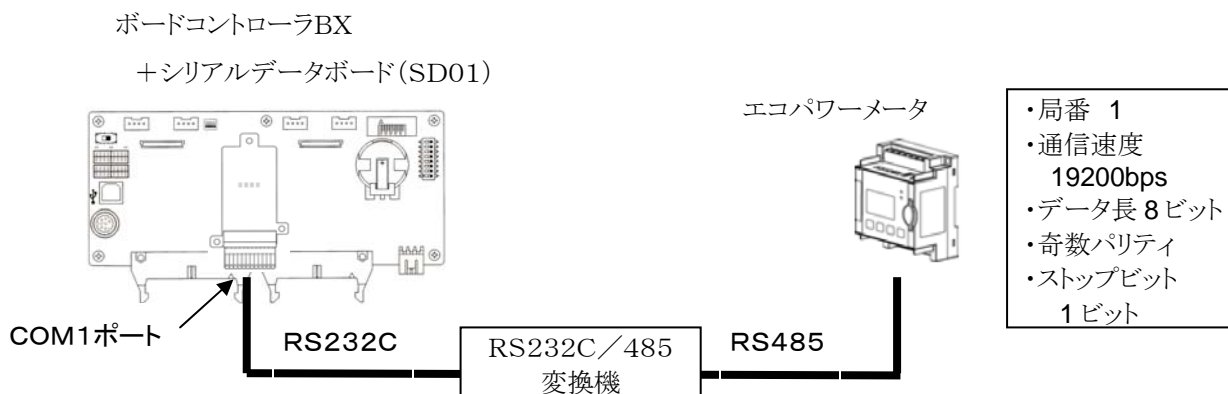 ボードコントローラBX
＋シリアルデータボード(SD01)
エコパワーメータ
・局番 1
・通信速度
19200bps
・データ長 8 ビット
・奇数パリティ
・ストップビット
1 ビット
COM1ポート
RS232C
RS232C／485
変換機
RS485